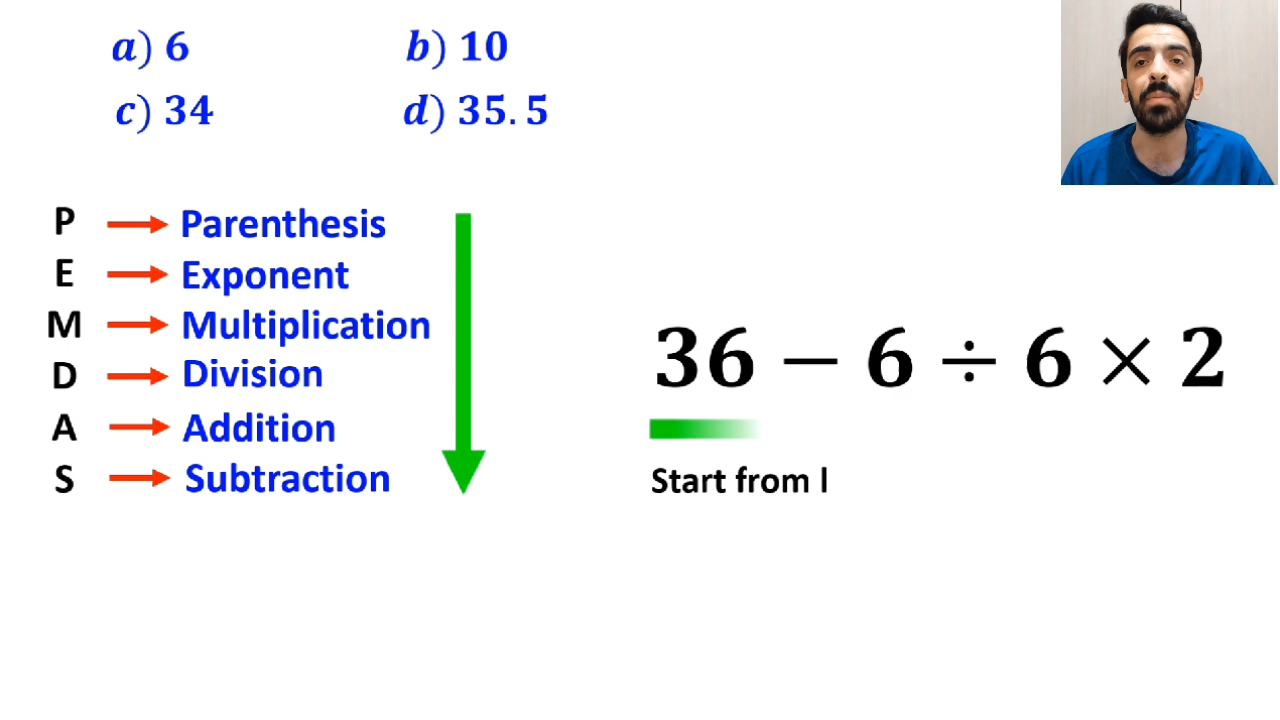 a) 6 b) 10
c) 34 d) 35.5
P → Parenthesis
E → Exponent
M → Multiplication
D → Division
A → Addition
S → Subtraction
36 − 6 ÷ 6 × 2
Start from l